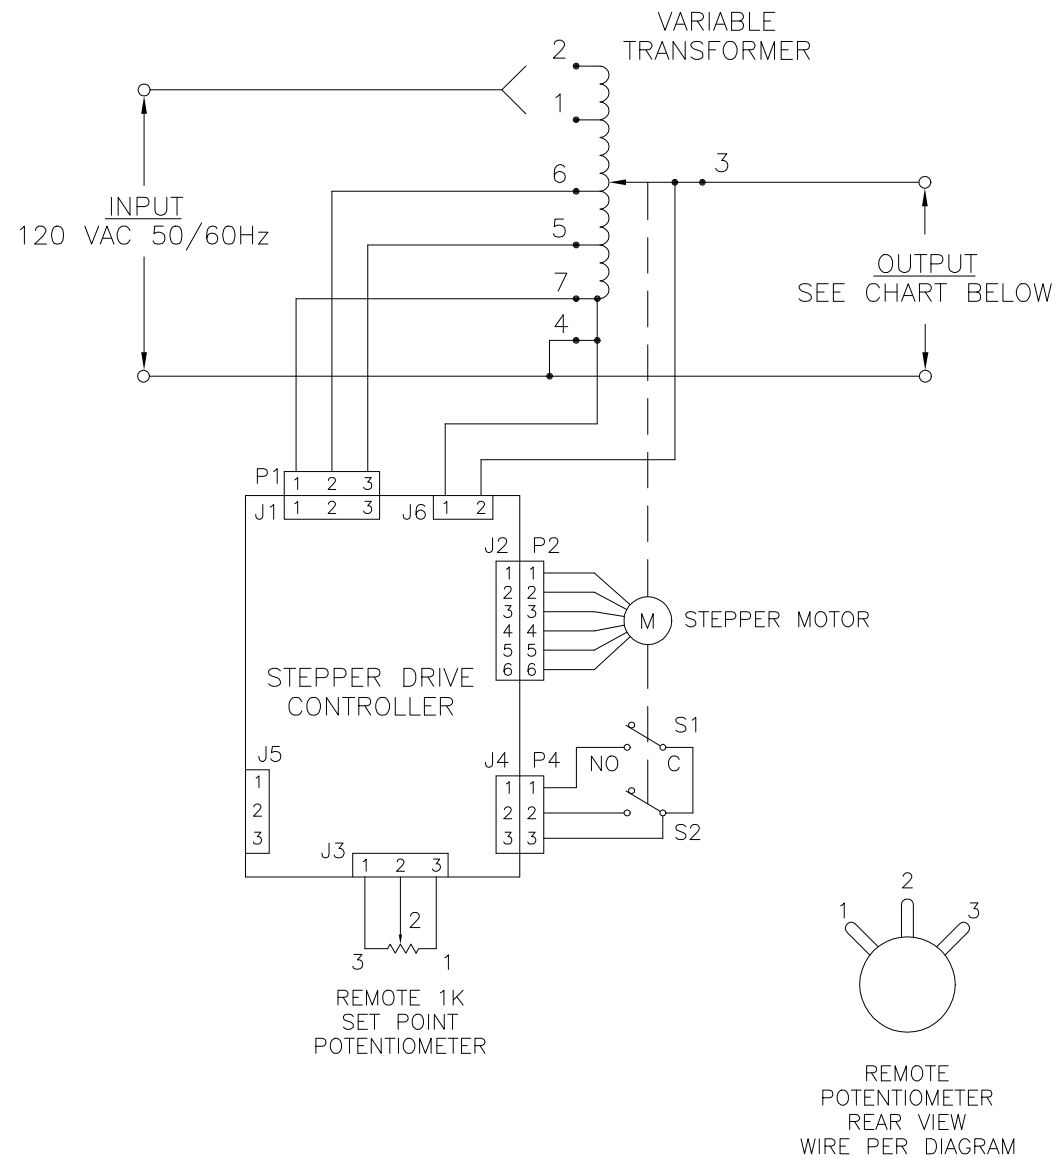 VARIABLE
TRANSFORMER
2
1
6
3
5
7
4
INPUT
120 VAC 50/60Hz
OUTPUT
SEE CHART BELOW
P1
1 2 3
J1
1 2 3
J6
1 2
J2 P2
1 1
2 2
3 3
4 4
5 5
6 6
M
STEPPER MOTOR
STEPPER DRIVE
CONTROLLER
S1
NO C
S2
J5
1
2
3
J4 P4
1 1
2 2
3 3
J3
1 2 3
2
3 1
REMOTE 1K
SET POINT
POTENTIOMETER
2
1 3
REMOTE
POTENTIOMETER
REAR VIEW
WIRE PER DIAGRAM